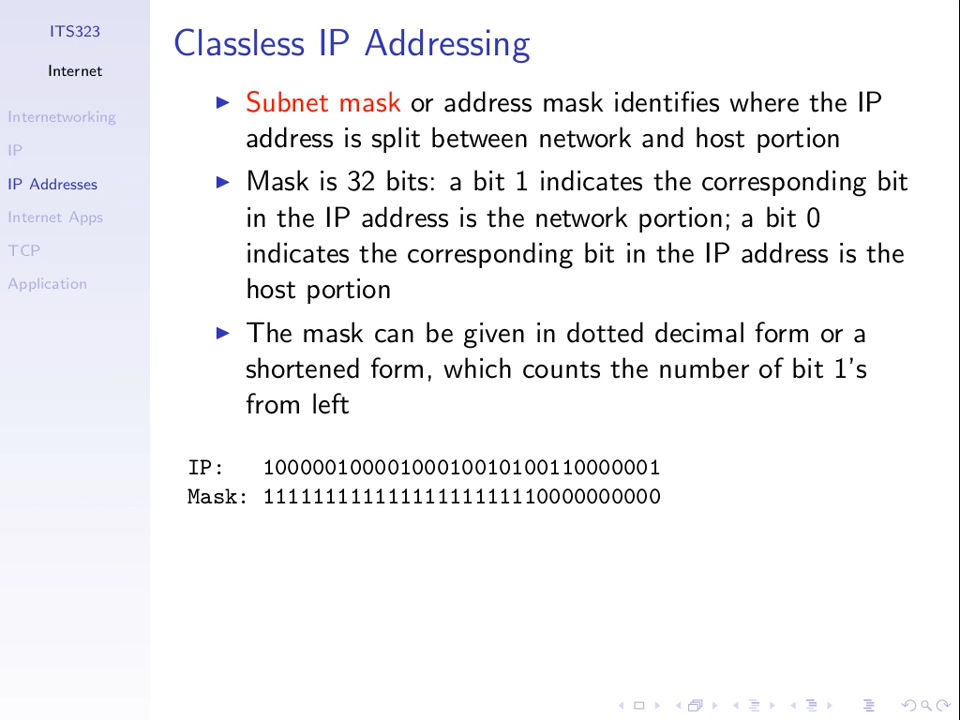 ITS323
Internet
Internetworking
IP
IP Addresses
Internet Apps
TCP
Application
Classless IP Addressing
Subnet mask or address mask identifies where the IP
address is split between network and host portion
Mask is 32 bits: a bit 1 indicates the corresponding bit
in the IP address is the network portion; a bit 0
indicates the corresponding bit in the IP address is the
host portion
The mask can be given in dotted decimal form or a
shortened form, which counts the number of bit 1's
from left
IP: 10000010000100010010100110000001
Mask: 11111111111111111111110000000000